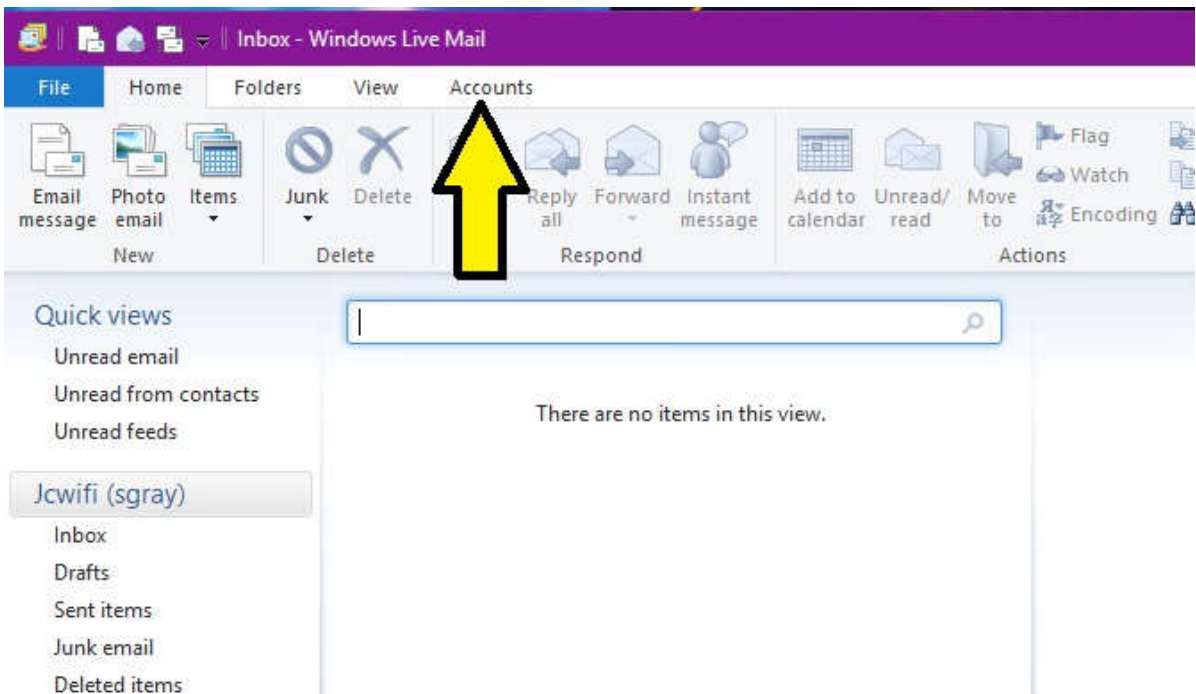 Inbox - Windows Live Mail
File Home Folders View Accounts
Email message
Photo email
Items
Junk
Delete
Reply all
Forward
Instant message
Add to calendar
Unread/ read
Move to
Flag
Watch
Encoding
New Delete Respond Actions
Quick views
Unread email
Unread from contacts
Unread feeds
There are no items in this view.
Jcwifi (sgray)
Inbox
Drafts
Sent items
Junk email
Deleted items